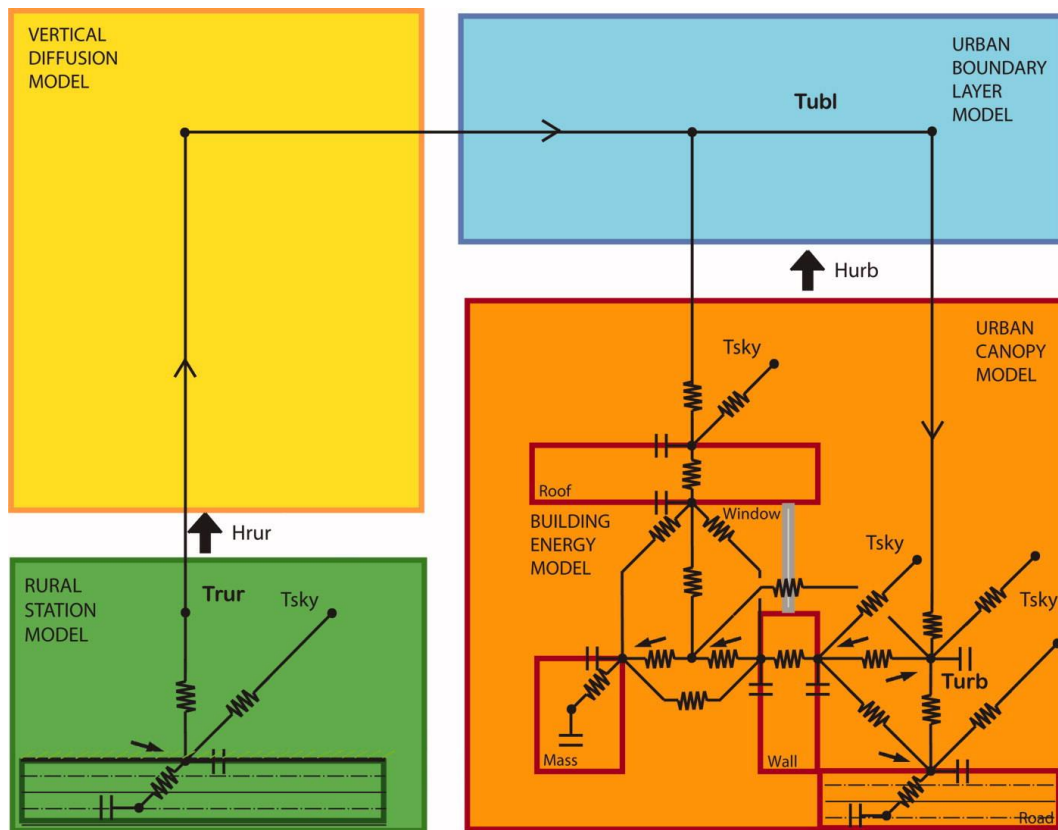 VERTICAL
DIFFUSION
MODEL
URBAN
BOUNDARY
LAYER
MODEL
Tubl
Hurb
URBAN
CANOPY
MODEL
Tsky
Roof
Window
BUILDING
ENERGY
MODEL
Hrur
RURAL
STATION
MODEL
Trur
Tsky
Tsky
Tsky
Turb
Mass
Wall
Road